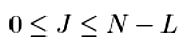 0 ≤ J ≤ N − L